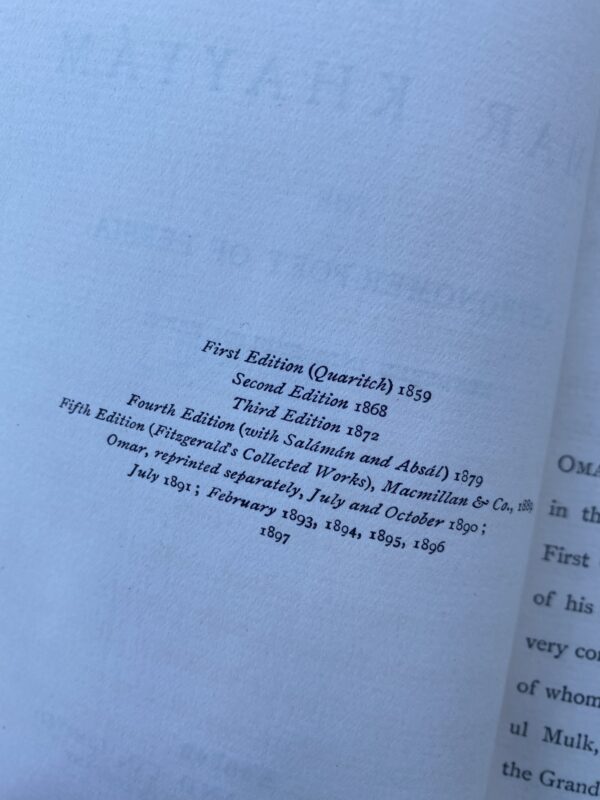 First Edition (Quaritch) 1859
Second Edition 1868
Third Edition 1872
Fourth Edition (with Salámán and Absál) 1879
Fifth Edition (Fitzgerald's Collected Works), Macmillan & Co., 1889
Omar, reprinted separately, July and October 1890;
July 1891; February 1893, 1894, 1895, 1896
1897
OMA
in th
First
of his
very con
of whom
ul Mulk,
the Grand